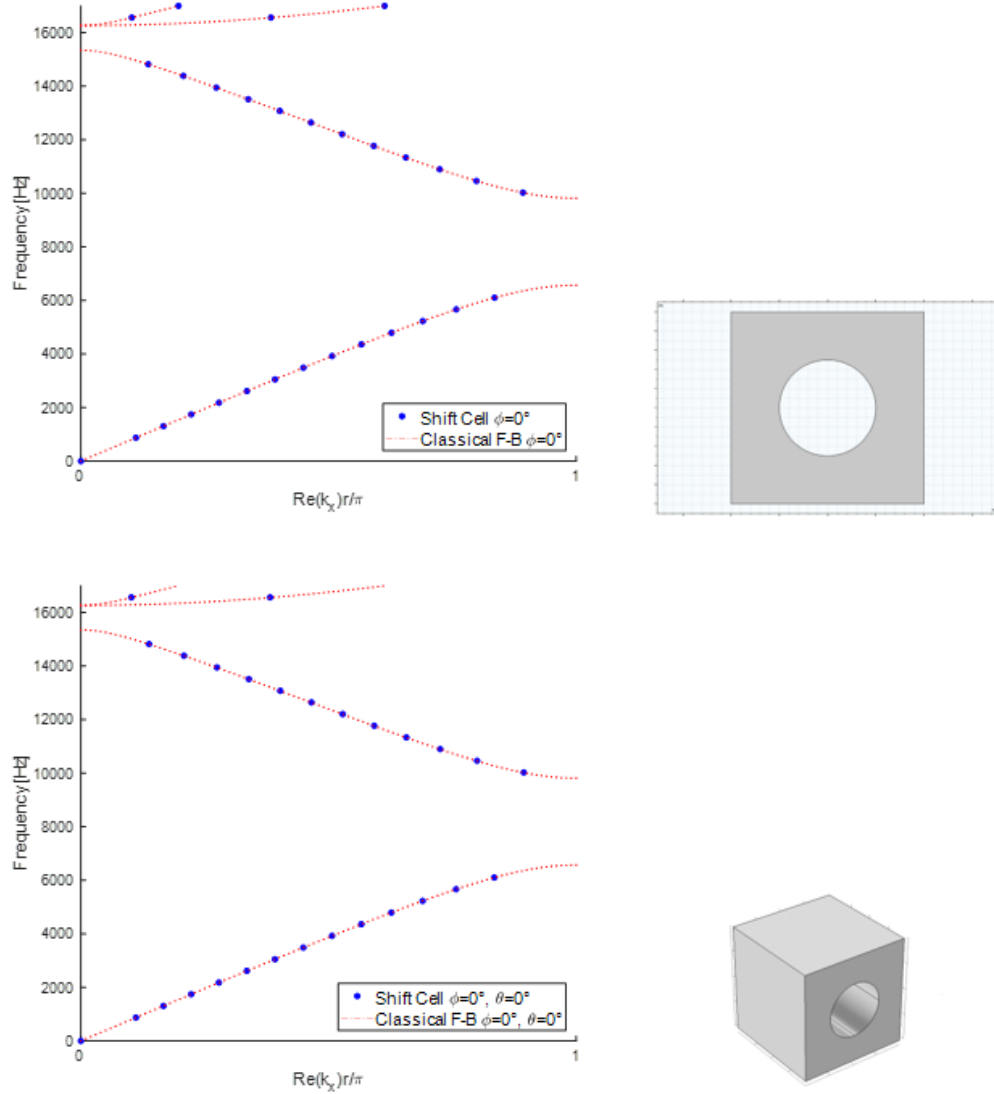 16000
14000
12000
10000
8000
6000
4000
2000
0
Frequency [Hz]
Shift Cell ϕ=0°
Classical F-B ϕ=0°
0
1
Re(kₓ)r/π
16000
14000
12000
10000
8000
6000
4000
2000
0
Frequency [Hz]
Shift Cell ϕ=0°, θ=0°
Classical F-B ϕ=0°, θ=0°
0
1
Re(kₓ)r/π